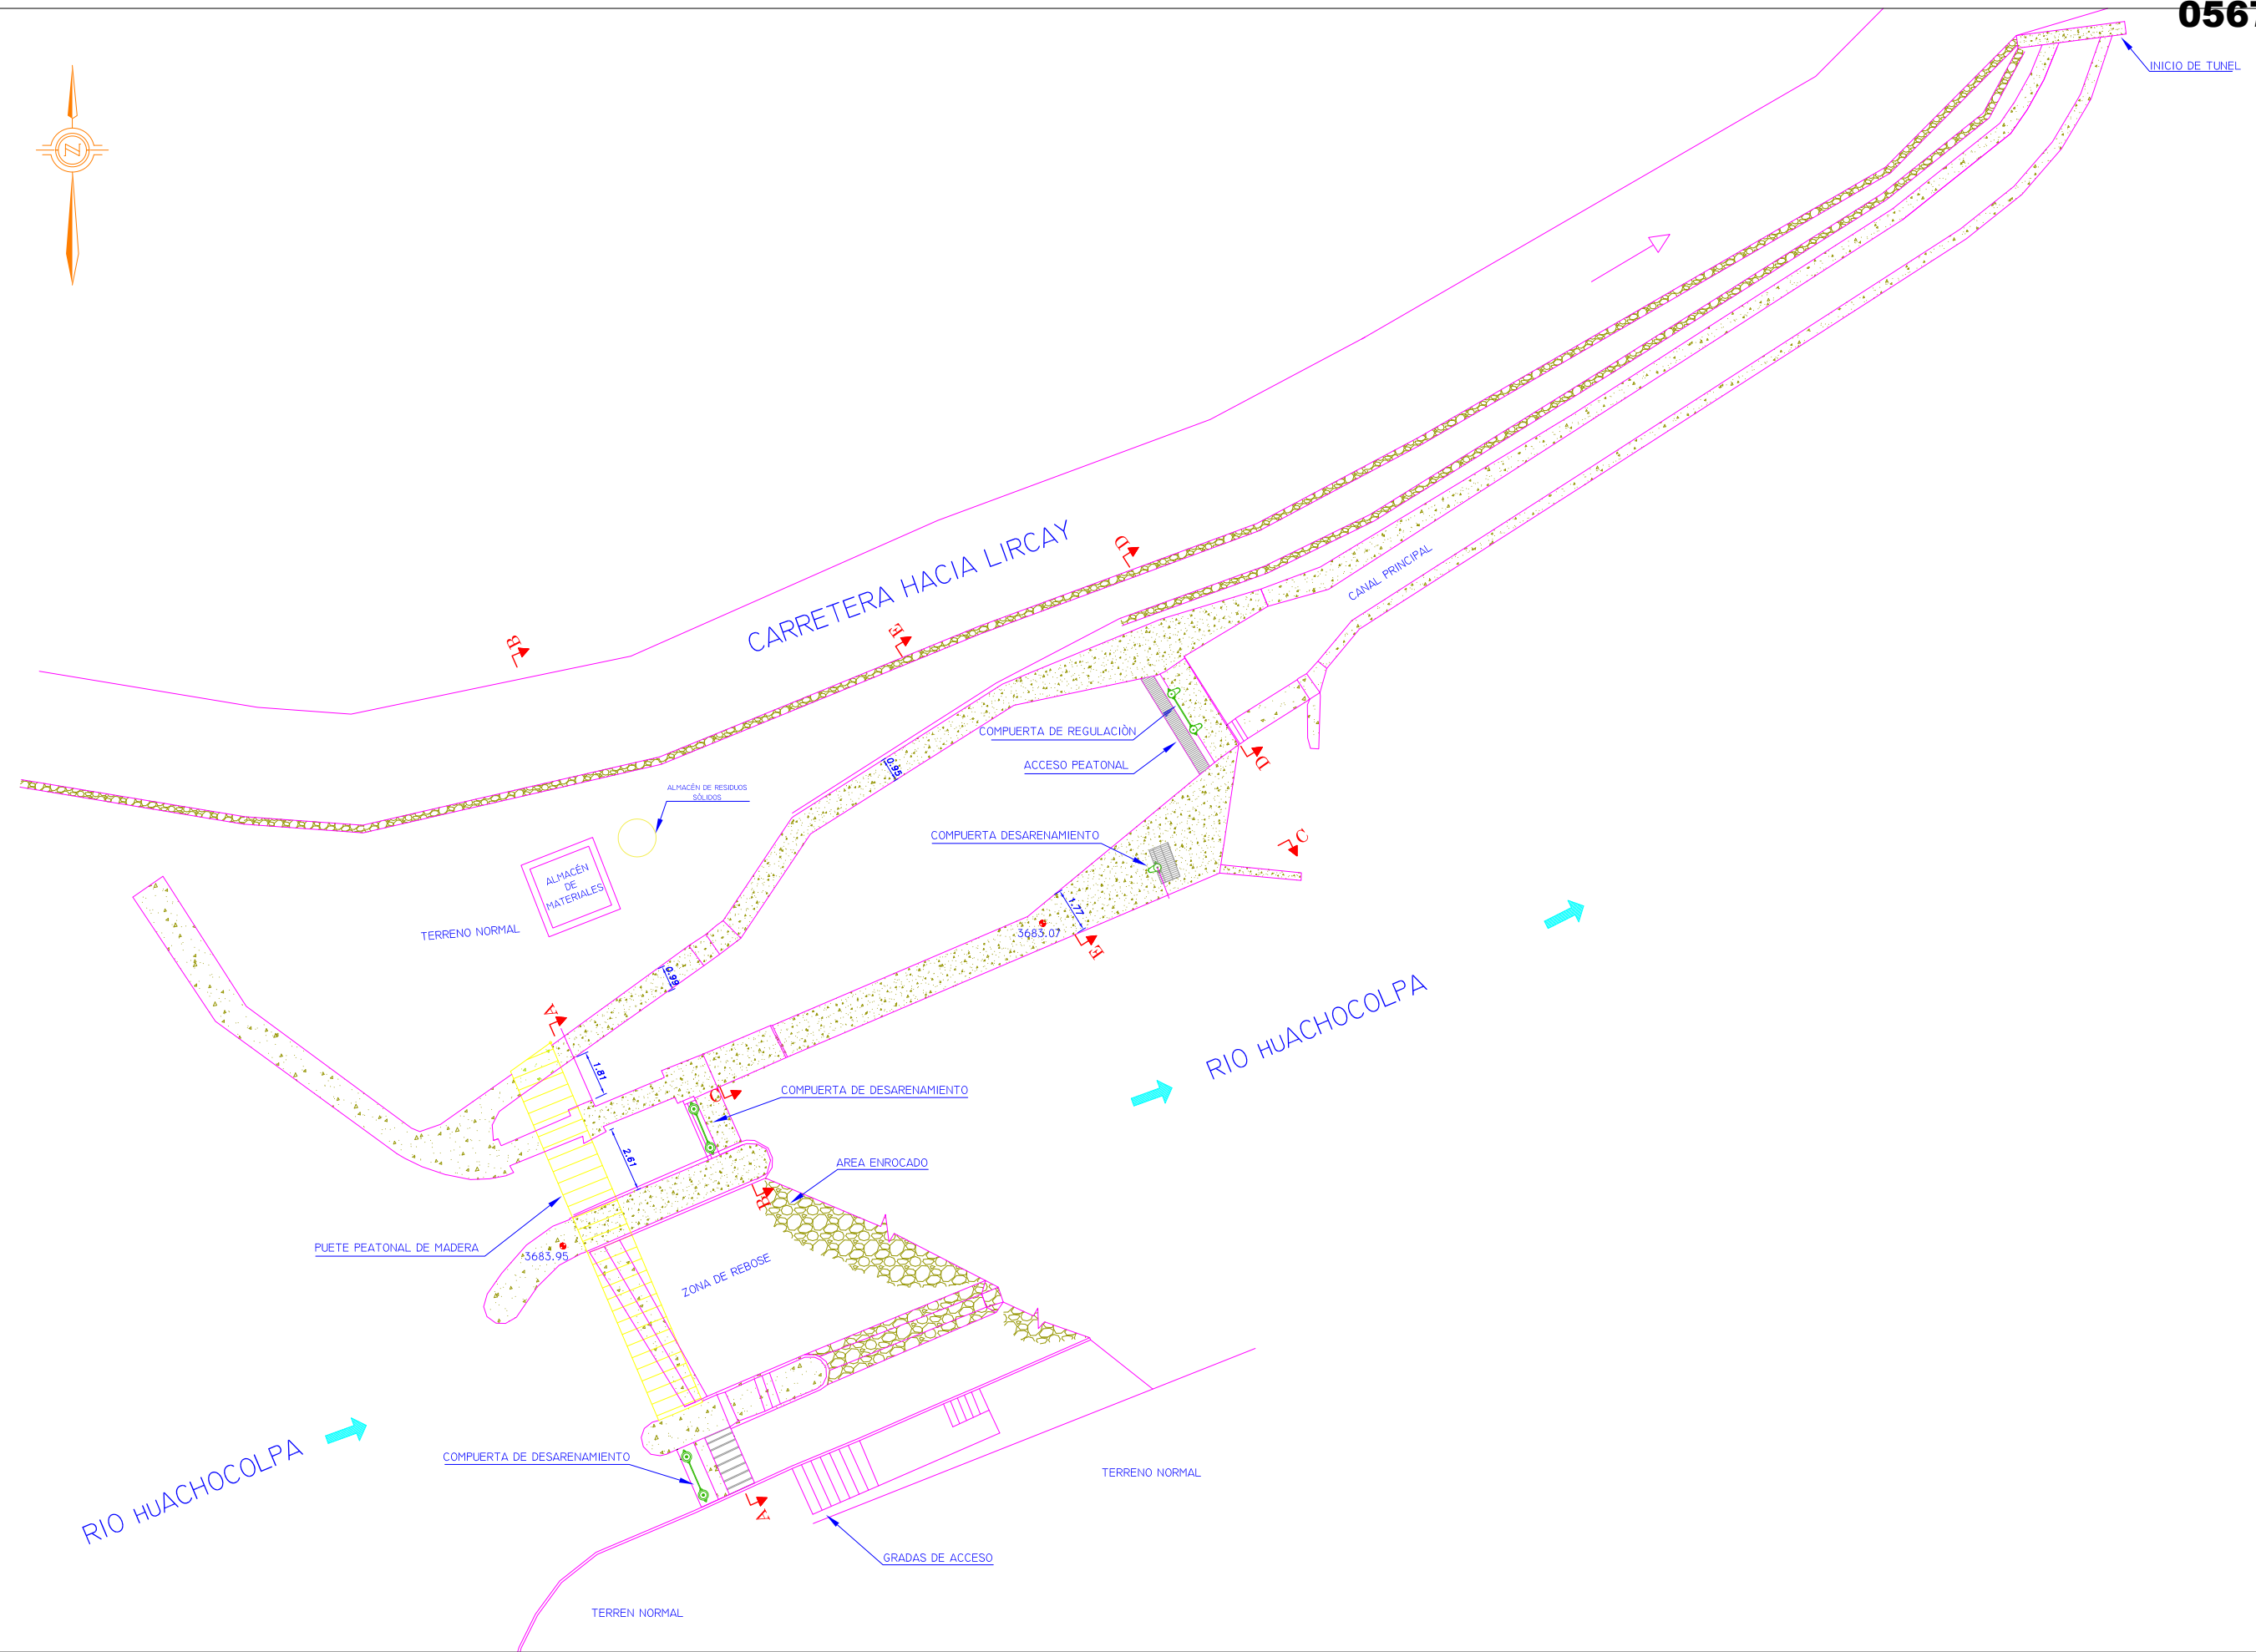 0567
INICIO DE TUNEL
N
CARRETERA HACIA LIRCAY
D
B
E
CANAL PRINCIPAL
COMPUERTA DE REGULACIÒN
ACCESO PEATONAL
D
0.95
ALMACÉN DE RESIDUOS
SÓLIDOS
COMPUERTA DESARENAMIENTO
C
ALMACÉN
DE
MATERIALES
TERRENO NORMAL
1.77
3683.07
E
0.99
A
RIO HUACHOCOLPA
1.81
C
COMPUERTA DE DESARENAMIENTO
2.61
AREA ENROCADO
B
PUETE PEATONAL DE MADERA
3683.95
ZONA DE REBOSE
RIO HUACHOCOLPA
COMPUERTA DE DESARENAMIENTO
TERRENO NORMAL
A
GRADAS DE ACCESO
TERREN NORMAL